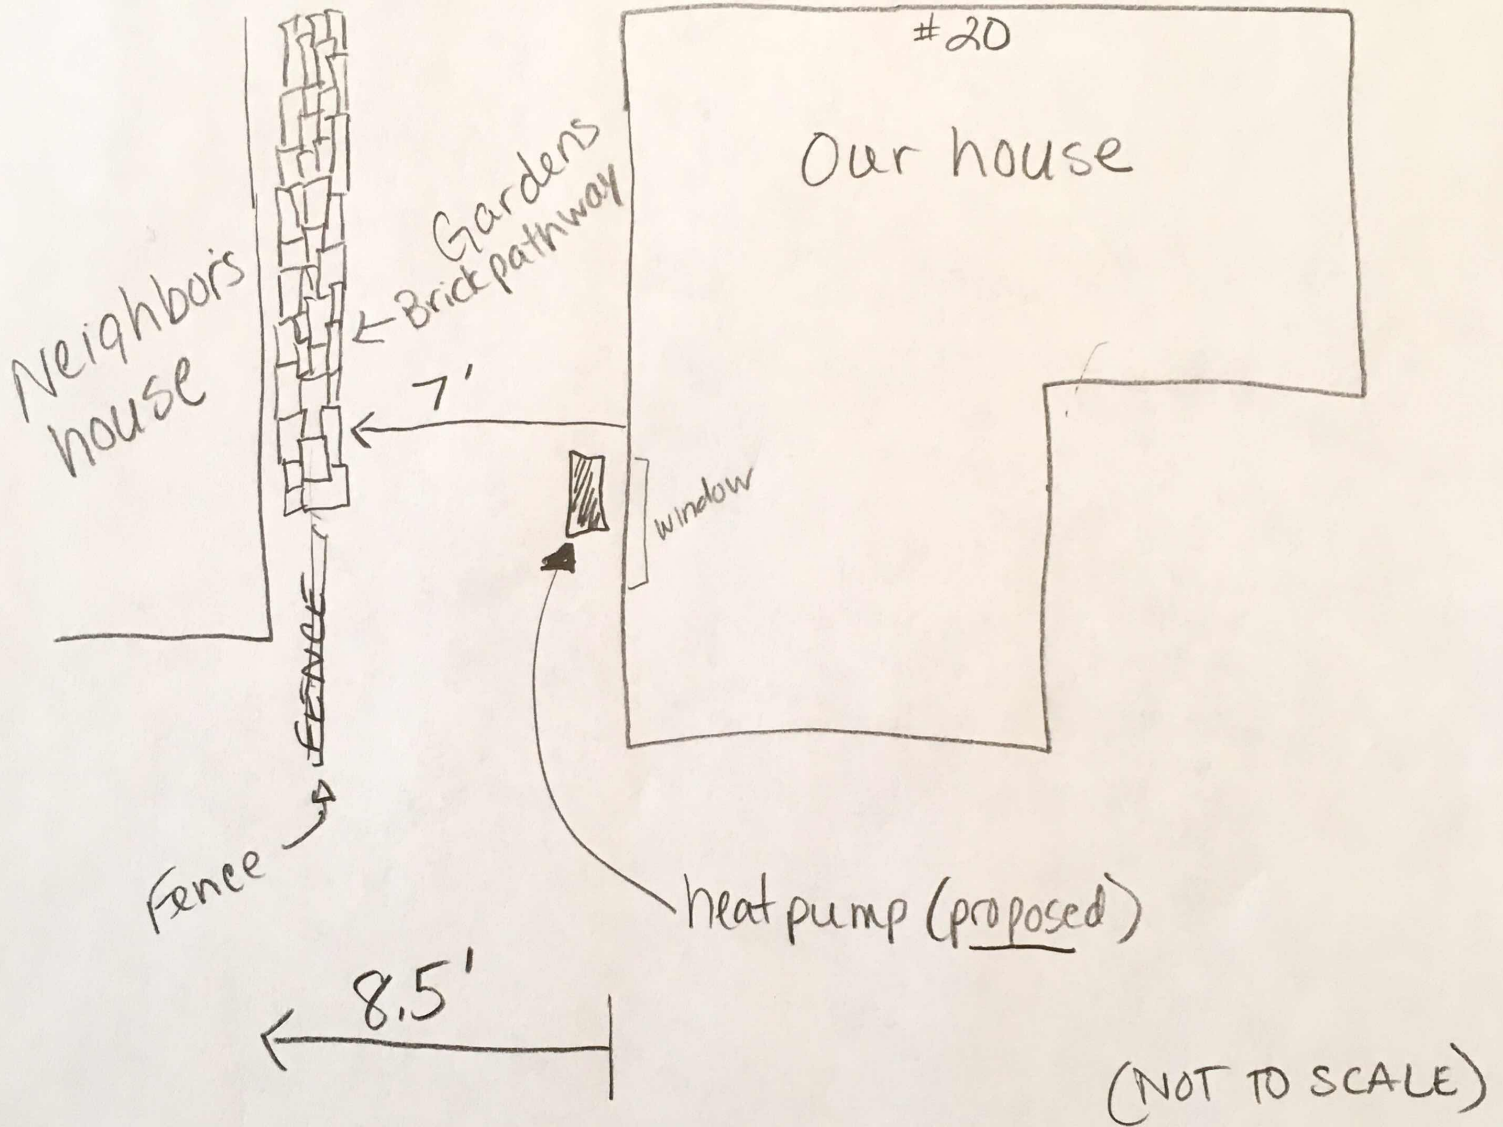 #20
Our house
Gardens
Brick pathway
Neighbor's
house
7'
window
FENCE
Fence
heat pump (proposed)
8.5'
(NOT TO SCALE)